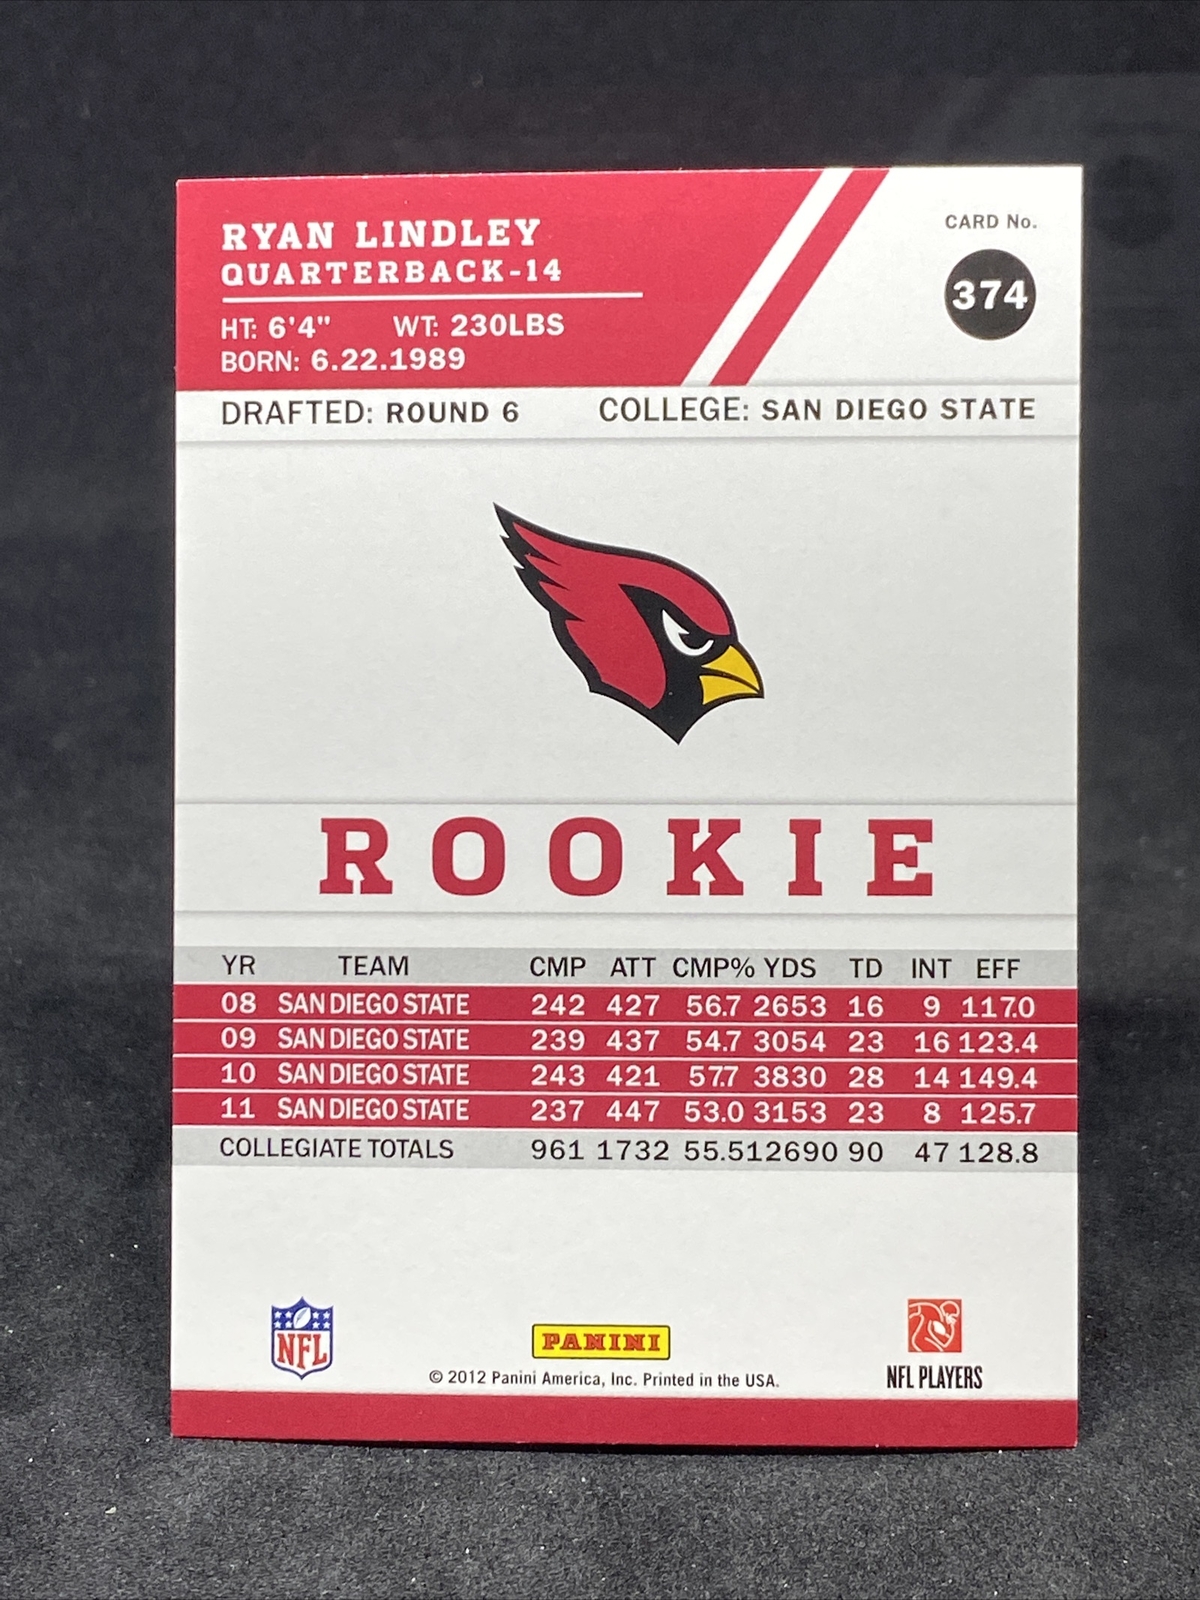 RYAN LINDLEY
QUARTERBACK-14
HT: 6'4" WT: 230LBS
BORN: 6.22.1989
CARD No.
374
DRAFTED: ROUND 6 COLLEGE: SAN DIEGO STATE
ROOKIE
YR TEAM CMP ATT CMP% YDS TD INT EFF
08 SAN DIEGO STATE 242 427 56.7 2653 16 9 117.0
09 SAN DIEGO STATE 239 437 54.7 3054 23 16 123.4
10 SAN DIEGO STATE 243 421 57.7 3830 28 14 149.4
11 SAN DIEGO STATE 237 447 53.0 3153 23 8 125.7
COLLEGIATE TOTALS 961 1732 55.5 12690 90 47 128.8
NFL
PANINI
© 2012 Panini America, Inc. Printed in the USA.
NFL PLAYERS